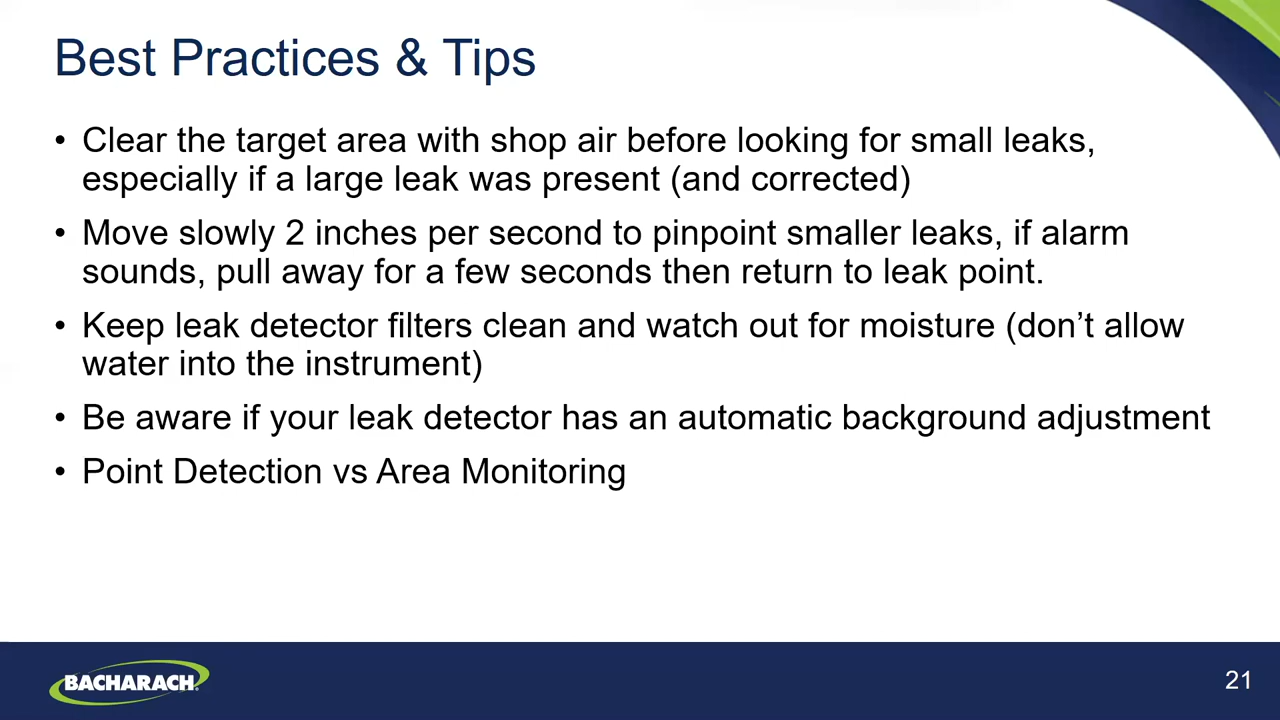 Best Practices & Tips
• Clear the target area with shop air before looking for small leaks,
especially if a large leak was present (and corrected)
• Move slowly 2 inches per second to pinpoint smaller leaks, if alarm
sounds, pull away for a few seconds then return to leak point.
• Keep leak detector filters clean and watch out for moisture (don’t allow
water into the instrument)
• Be aware if your leak detector has an automatic background adjustment
• Point Detection vs Area Monitoring
BACHARACH
21